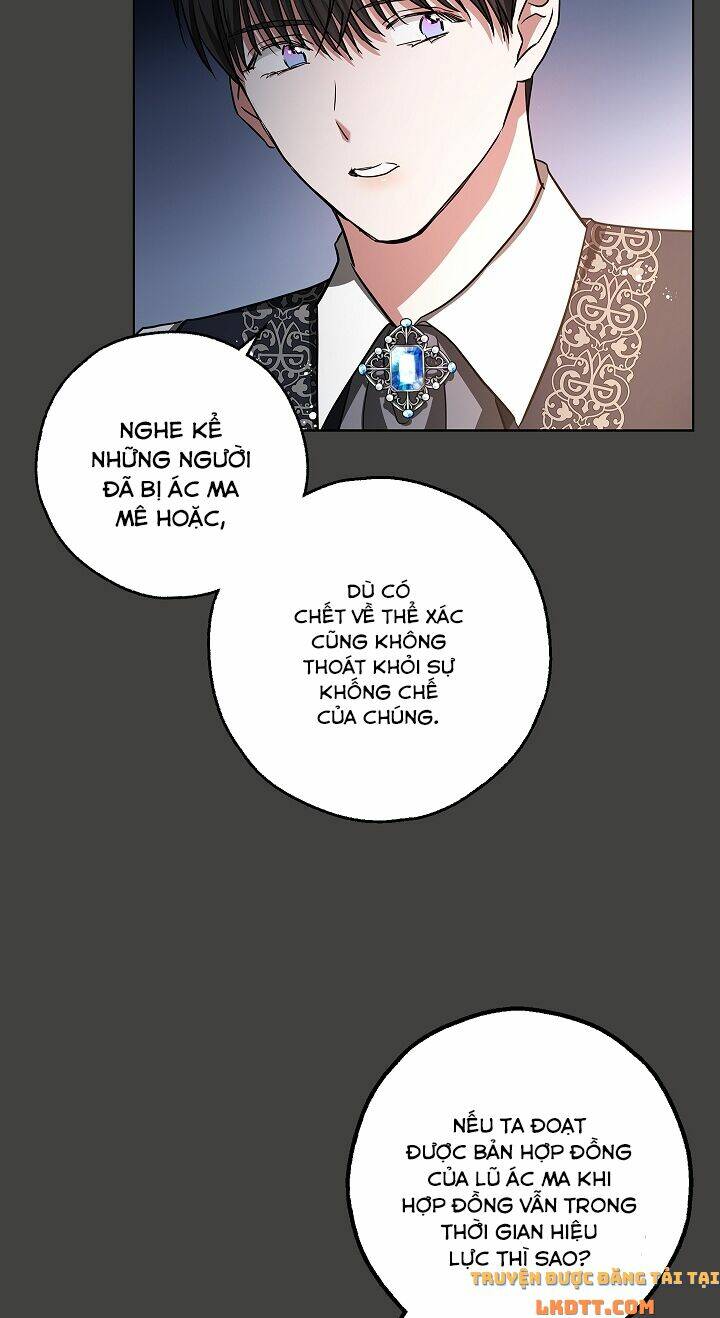 NGHE KỂ
NHỮNG NGƯỜI
ĐÃ BỊ ÁC MA
MÊ HOẶC,
DÙ CÓ
CHẾT VỀ THỂ XÁC
CŨNG KHÔNG
THOÁT KHỎI SỰ
KHỐNG CHẾ
CỦA CHÚNG.
NẾU TA ĐOẠT
ĐƯỢC BẢN HỢP ĐỒNG
CỦA LŨ ÁC MA KHI
HỢP ĐỒNG VẪN TRONG
THỜI GIAN HIỆU
LỰC THÌ SAO?
TRUYỆN ĐƯỢC ĐĂNG TẢI TẠI
LKDTT.COM